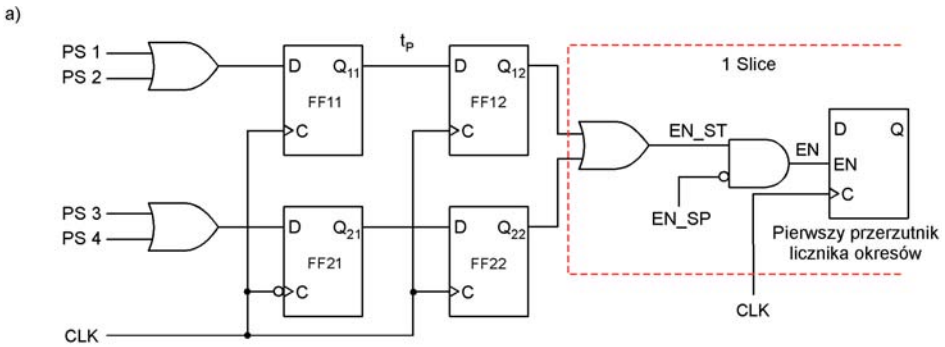 a)
PS 1
PS 2
D Q11
FF11
C
tP
D Q12
FF12
C
1 Slice
EN_ST
EN
D Q
EN
C
EN_SP
Pierwszy przerzutnik
licznika okresów
CLK
PS 3
PS 4
D Q21
FF21
C
D Q22
FF22
C
CLK